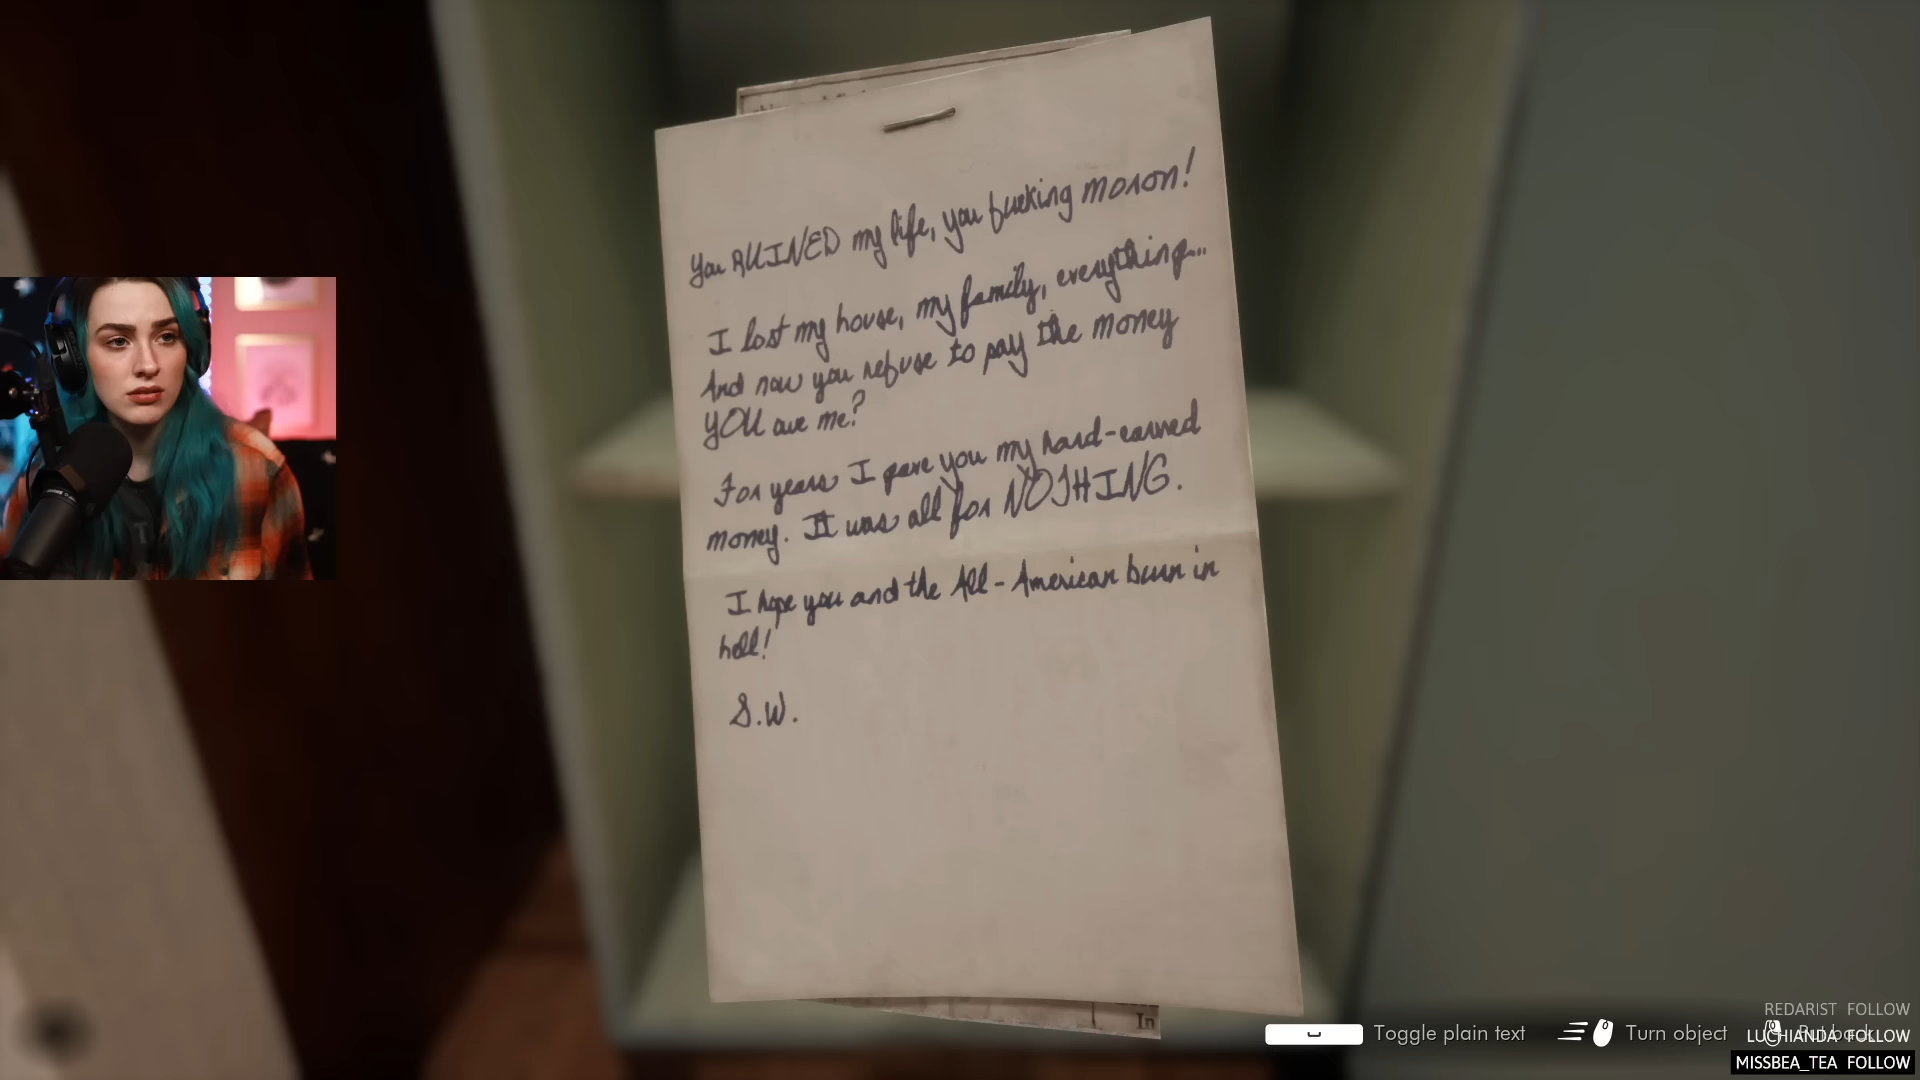 You RUINED my life, you fucking moron!
I lost my house, my family, everything...
And now you refuse to pay the money
YOU owe me?
For years I gave you my hard-earned
money. It was all for NOTHING.
I hope you and the All-American burn in
hell!
S.W.
In
Toggle plain text
Turn object
REDARIST FOLLOW
LUCHIANDA FOLLOW
MISSBEA_TEA FOLLOW